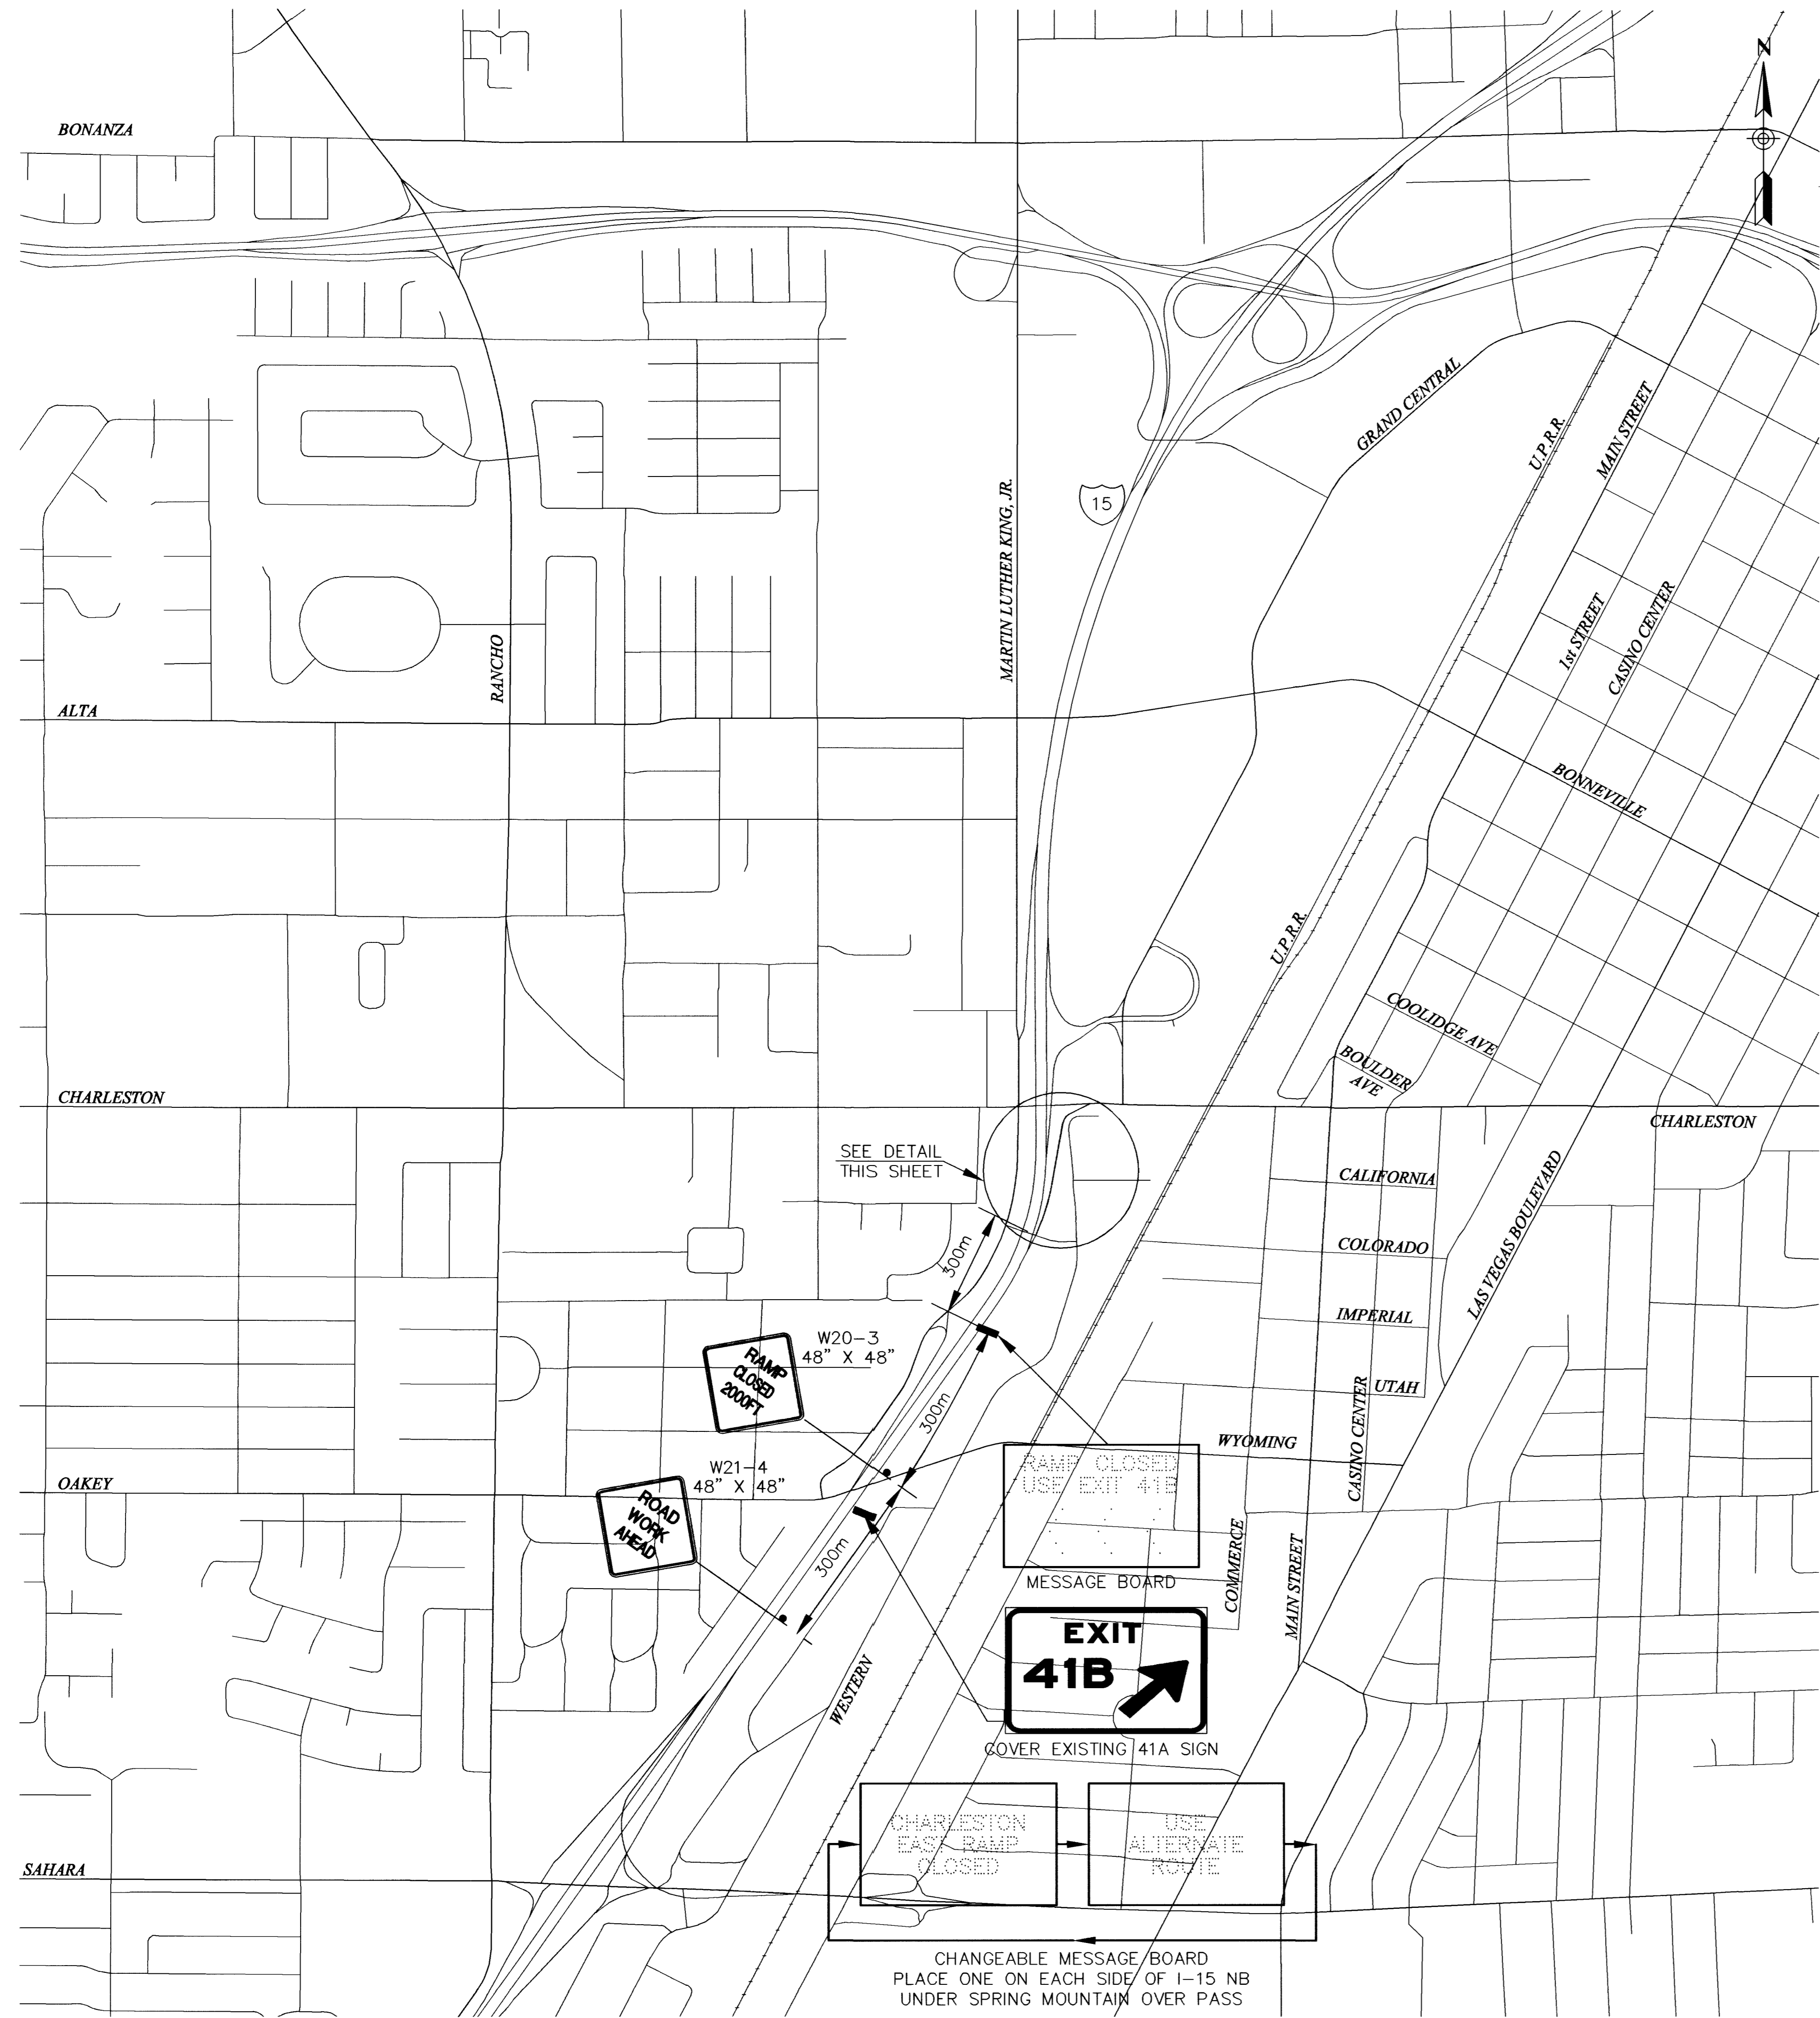 N
BONANZA
GRAND CENTRAL
U.P.R.R.
MAIN STREET
15
MARTIN LUTHER KING, JR.
RANCHO
1st STREET
CASINO CENTER
ALTA
BONNEVILLE
U.P.R.R.
COOLIDGE AVE
BOULDER
AVE
CHARLESTON
CHARLESTON
SEE DETAIL
THIS SHEET
CALIFORNIA
COLORADO
IMPERIAL
LAS VEGAS BOULEVARD
300m
W20-3
48" X 48"
RAMP
CLOSED
2000FT
300m
UTAH
CASINO CENTER
WYOMING
OAKEY
W21-4
48" X 48"
ROAD
WORK
AHEAD
300m
RAMP CLOSED
USE EXIT 41B
MESSAGE BOARD
COMMERCE
MAIN STREET
EXIT
41B
COVER EXISTING 41A SIGN
WESTERN
CHARLESTON
EAST RAMP
CLOSED
USE
ALTERNATE
ROUTE
SAHARA
CHANGEABLE MESSAGE BOARD
PLACE ONE ON EACH SIDE OF I-15 NB
UNDER SPRING MOUNTAIN OVER PASS